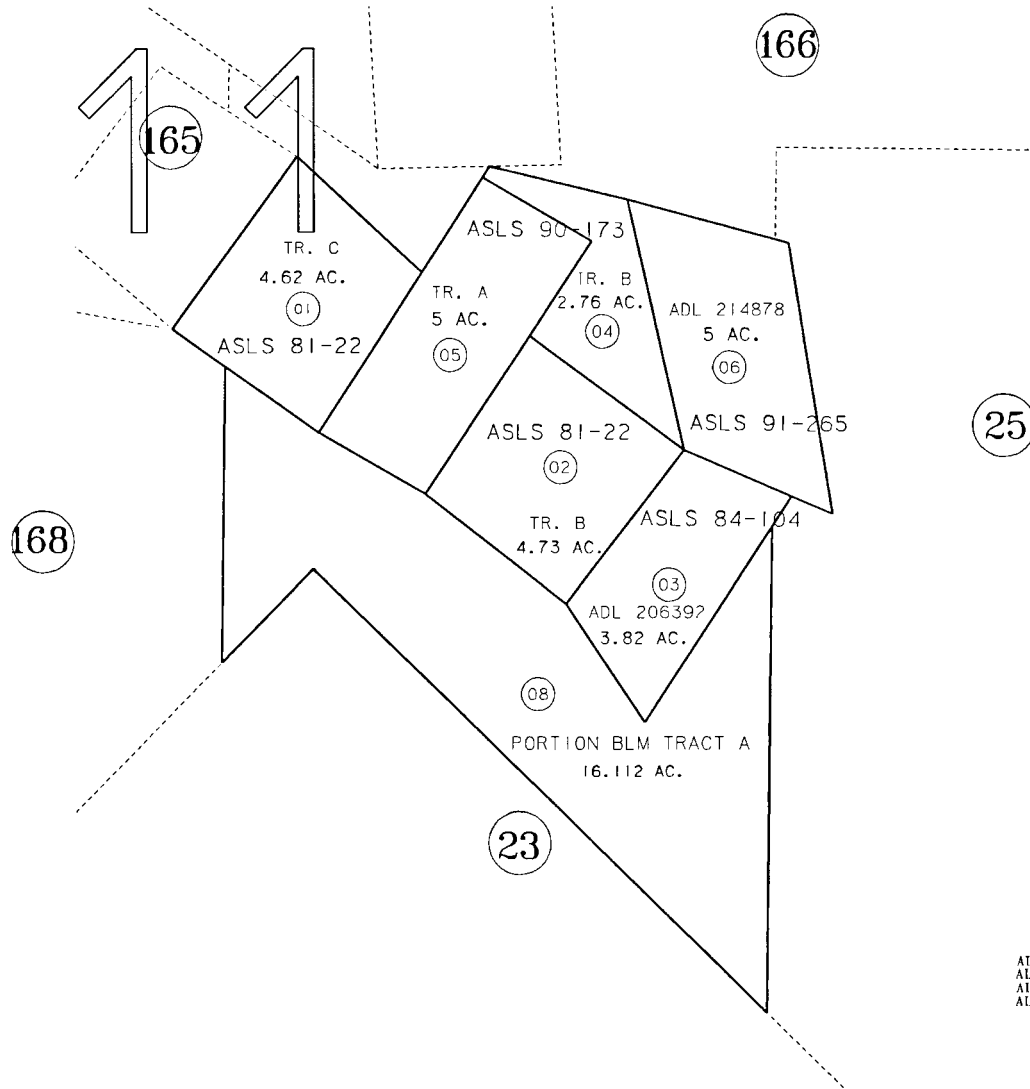 166
11
165
ASLS 90-173
TR. C
4.62 AC.
01
ASLS 81-22
TR. A
5 AC.
05
TR. B
2.76 AC.
04
ADL 214878
5 AC.
06
ASLS 91-265
25
ASLS 81-22
02
TR. B
4.73 AC.
ASLS 84-104
03
ADL 206392
3.82 AC.
168
08
PORTION BLM TRACT A
16.112 AC.
23